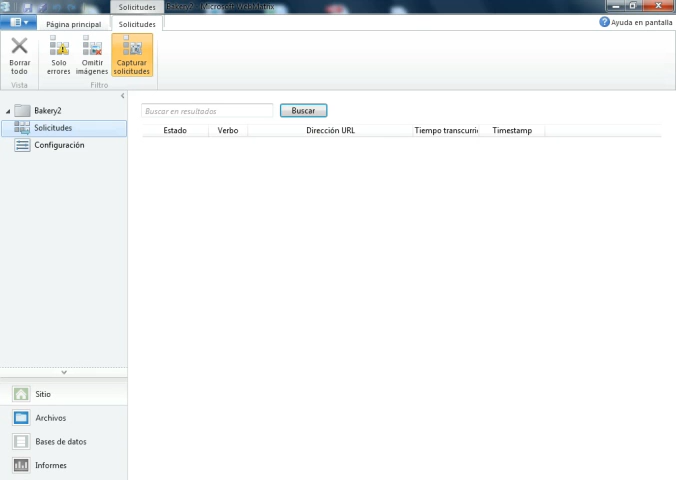 Solicitudes
Bakery2 - Microsoft WebMatrix
Página principal
Solicitudes
Ayuda en pantalla
Borrar todo
Solo errores
Omitir imágenes
Capturar solicitudes
Vista
Filtro
Bakery2
Solicitudes
Configuración
Buscar en resultados
Buscar
Estado
Verbo
Dirección URL
Tiempo transcurri
Timestamp
Sitio
Archivos
Bases de datos
Informes